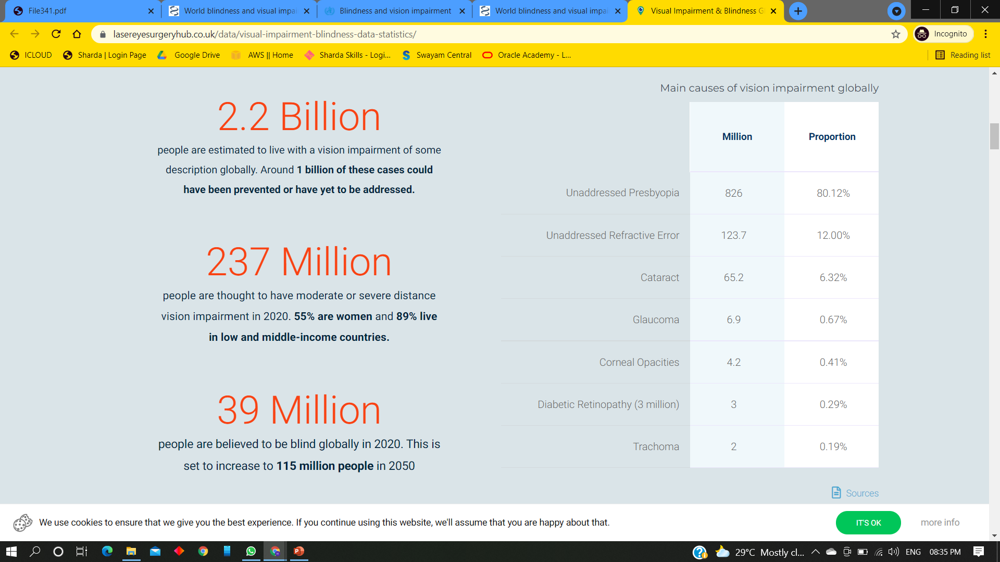 File341.pdf
World blindness and visual impai
Blindness and vision impairment
World blindness and visual impai
Visual Impairment & Blindness Gl
lasereyesurgeryhub.co.uk/data/visual-impairment-blindness-data-statistics/
Incognito
ICLOUD
Sharda | Login Page
Google Drive
AWS || Home
Sharda Skills - Logi...
Swayam Central
Oracle Academy - L...
Reading list
2.2 Billion
people are estimated to live with a vision impairment of some
description globally. Around 1 billion of these cases could
have been prevented or have yet to be addressed.
237 Million
people are thought to have moderate or severe distance
vision impairment in 2020. 55% are women and 89% live
in low and middle-income countries.
39 Million
people are believed to be blind globally in 2020. This is
set to increase to 115 million people in 2050
Main causes of vision impairment globally
Million Proportion
Unaddressed Presbyopia 826 80.12%
Unaddressed Refractive Error 123.7 12.00%
Cataract 65.2 6.32%
Glaucoma 6.9 0.67%
Corneal Opacities 4.2 0.41%
Diabetic Retinopathy (3 million) 3 0.29%
Trachoma 2 0.19%
Sources
We use cookies to ensure that we give you the best experience. If you continue using this website, we'll assume that you are happy about that.
IT'S OK
more info
29°C Mostly cl...
ENG
08:35 PM